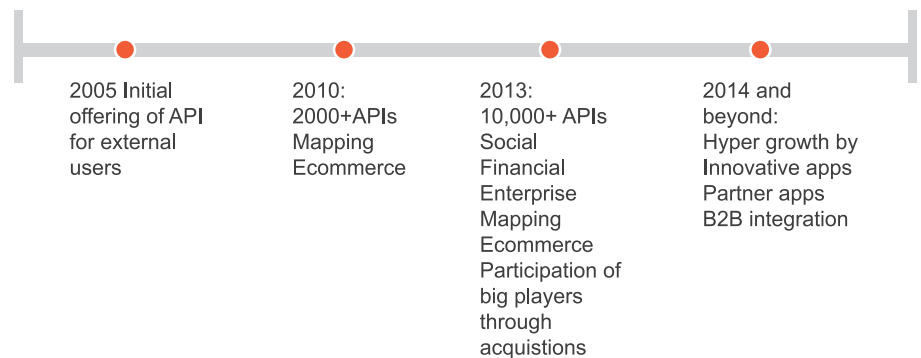 2005 Initial
offering of API
for external
users
2010:
2000+APIs
Mapping
Ecommerce
2013:
10,000+ APIs
Social
Financial
Enterprise
Mapping
Ecommerce
Participation of
big players
through
acquistions
2014 and
beyond:
Hyper growth by
Innovative apps
Partner apps
B2B integration